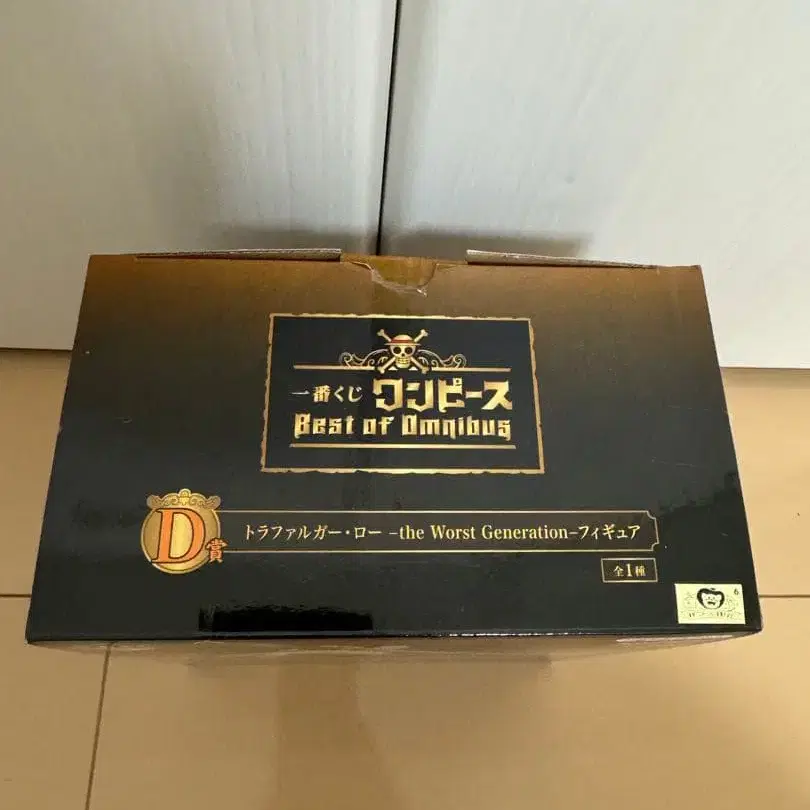 一番くじ ワンピース
Best of Omnibus
D賞
トラファルガー・ロー -the Worst Generation-フィギュア
全1種
6